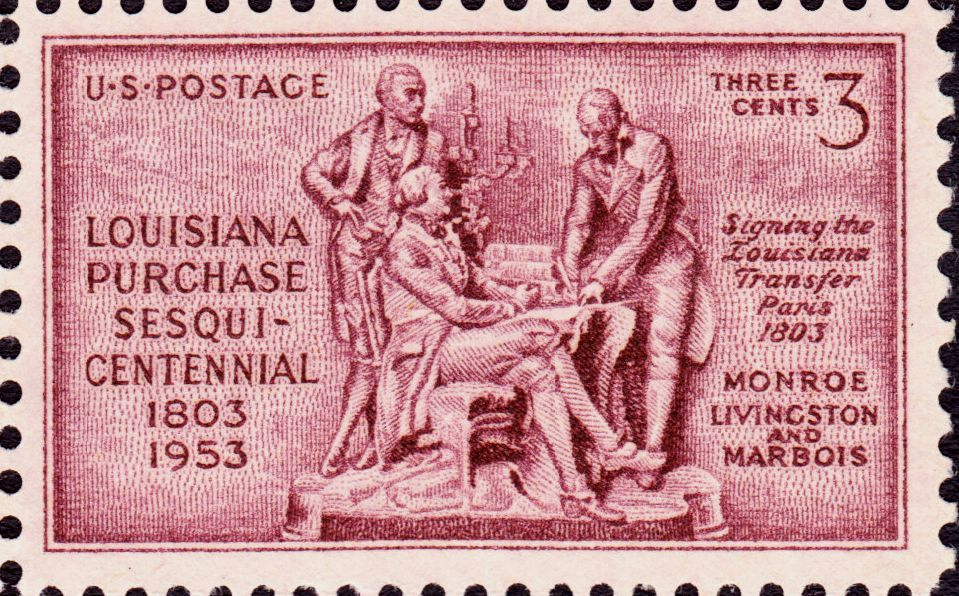 U·S·POSTAGE
THREE
CENTS 3
LOUISIANA
PURCHASE
SESQUI-
CENTENNIAL
1803
1953
Signing the
Louisiana
Transfer
Paris
1803
MONROE
LIVINGSTON
AND
MARBOIS